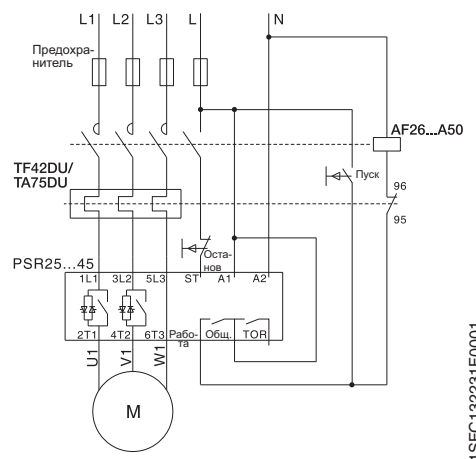 L1 L2 L3 L N
Предохра-
нитель
AF26...A50
TF42DU/
TA75DU
Пуск
96
95
Оста-
нов
PSR25...45
1L1 3L2 5L3 ST A1 A2
2T1 4T2 6T3 Рабо-
та
Общ. TOR
U1 V1 W1
M
1SFC132231F0001